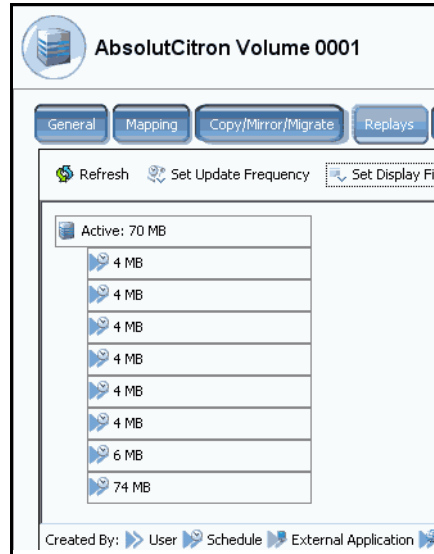 AbsolutCitron Volume 0001
General Mapping Copy/Mirror/Migrate Replays
Refresh Set Update Frequency Set Display Fi
Active: 70 MB
4 MB
4 MB
4 MB
4 MB
4 MB
4 MB
6 MB
74 MB
Created By: User Schedule External Application